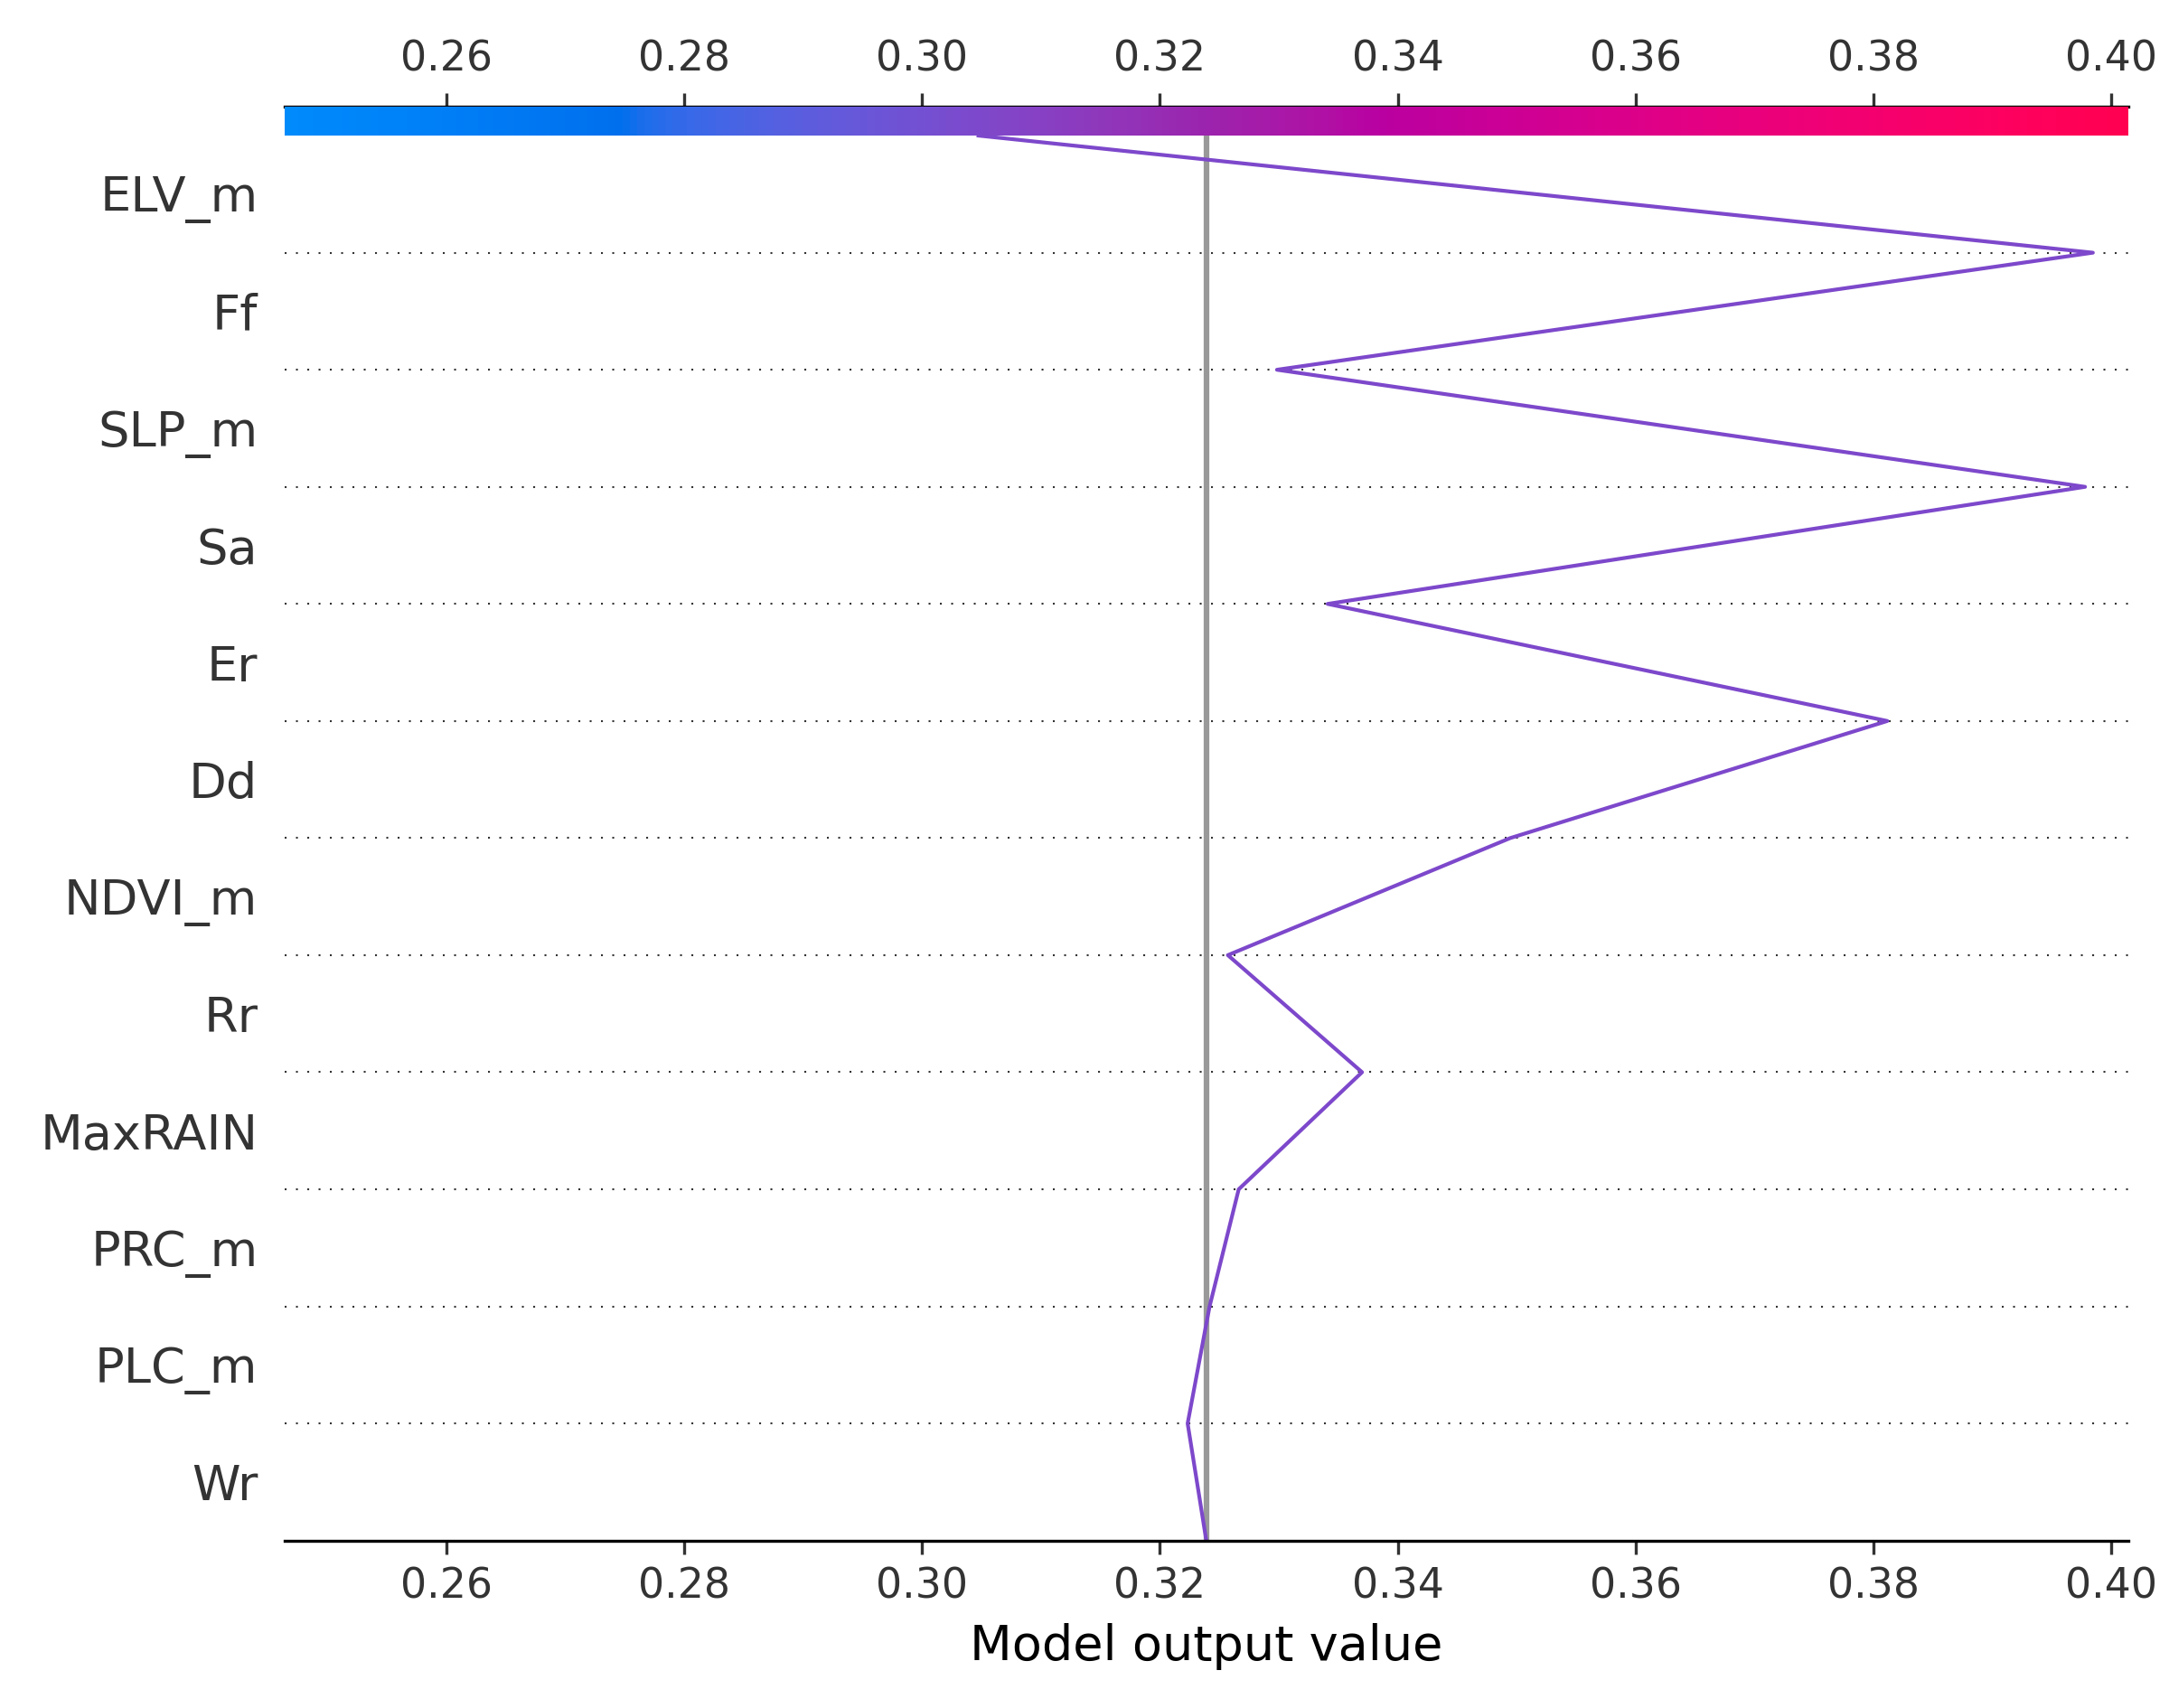 0.26 0.28 0.30 0.32 0.34 0.36 0.38 0.40
ELV_m
Ff
SLP_m
Sa
Er
Dd
NDVI_m
Rr
MaxRAIN
PRC_m
PLC_m
Wr
0.26 0.28 0.30 0.32 0.34 0.36 0.38 0.40
Model output value